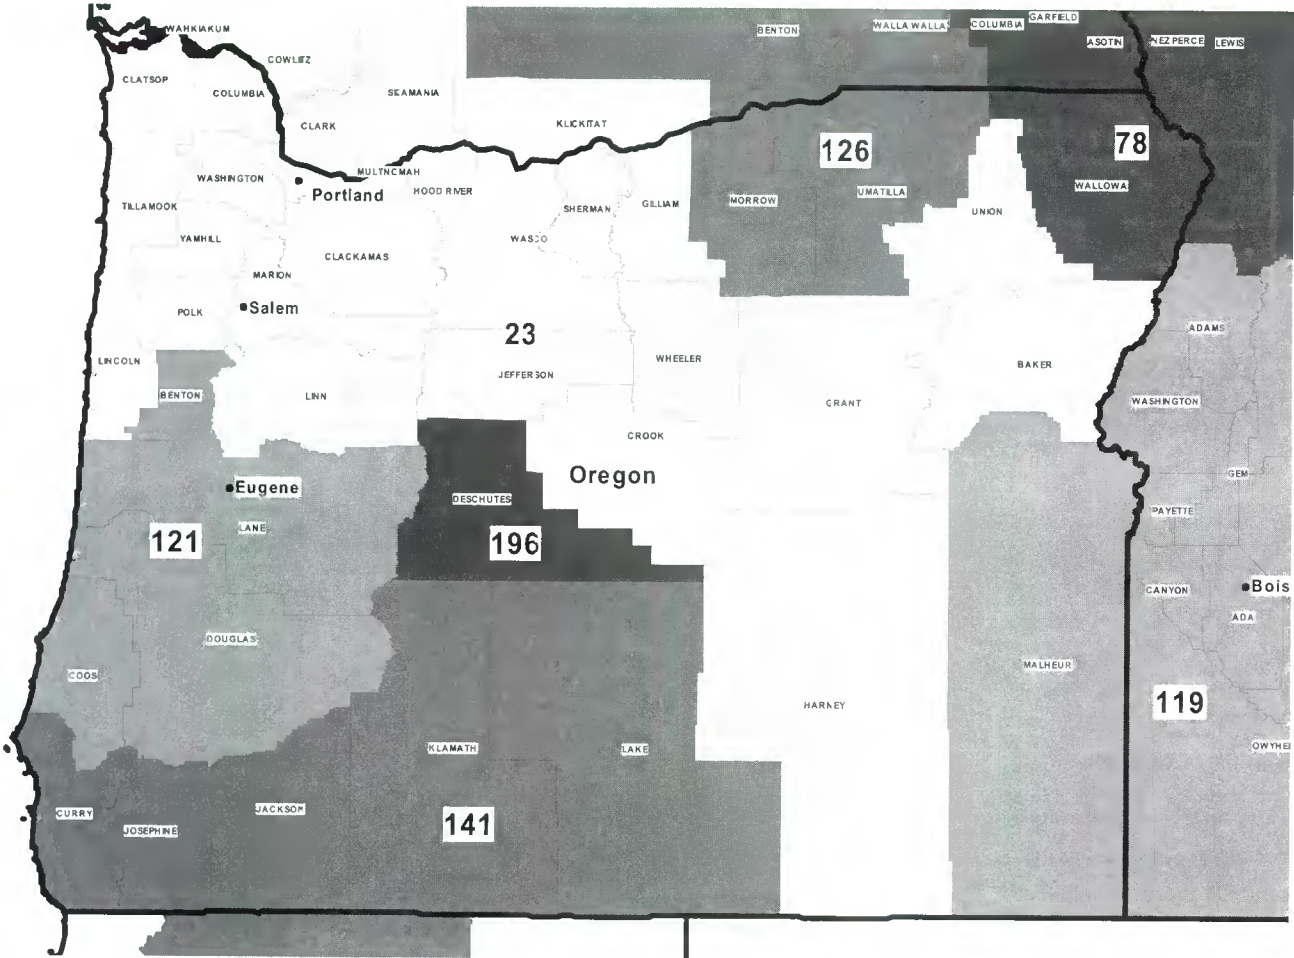 WAHKIAKUM
BENTON
WALLA WALLA
COLUMBIA
GARFIELD
ASOTIN
NEZ PERCE
LEWIS
COWLITZ
CLATSOP
COLUMBIA
SKAMANIA
CLARK
KLICKITAT
126
78
MULTNOMAH
WASHINGTON
Portland
HOOD RIVER
WALLOWA
UMATILLA
MORROW
GILLIAM
SHERMAN
UNION
TILLAMOOK
YAMHILL
WASCO
CLACKAMAS
MARION
Salem
POLK
23
ADAMS
LINCOLN
WHEELER
BAKER
JEFFERSON
BENTON
LINN
GRANT
WASHINGTON
CROOK
Oregon
GEM
Eugene
DESCHUTES
PAYETTE
LANE
121
196
CANYON
Bois
ADA
DOUGLAS
MALHEUR
COOS
119
HARNEY
KLAMATH
LAKE
OWYHE
CURRY
JACKSON
JOSEPHINE
141